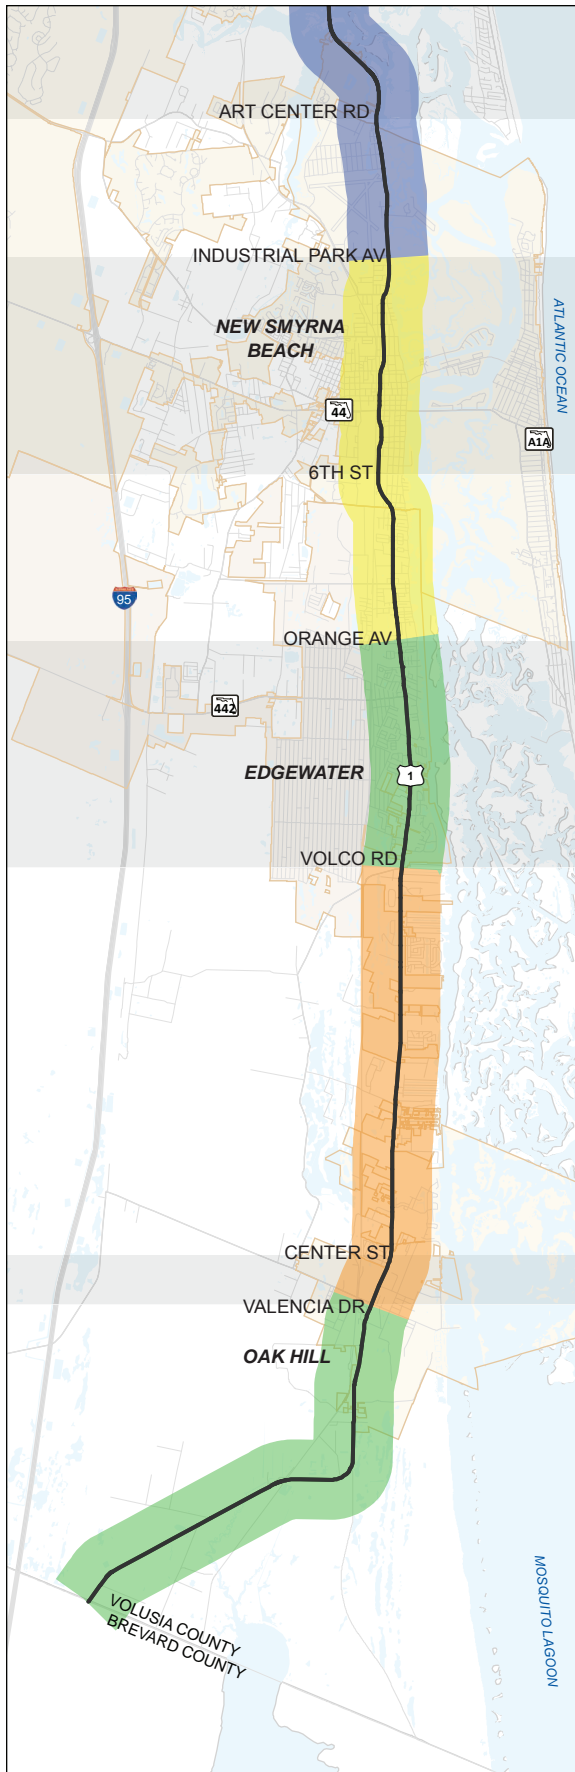 ART CENTER RD
INDUSTRIAL PARK AV
NEW SMYRNA
BEACH
ATLANTIC OCEAN
44
A1A
6TH ST
95
ORANGE AV
442
EDGEWATER
1
VOLCO RD
CENTER ST
VALENCIA DR
OAK HILL
MOSQUITO LAGOON
VOLUSIA COUNTY
BREVARD COUNTY